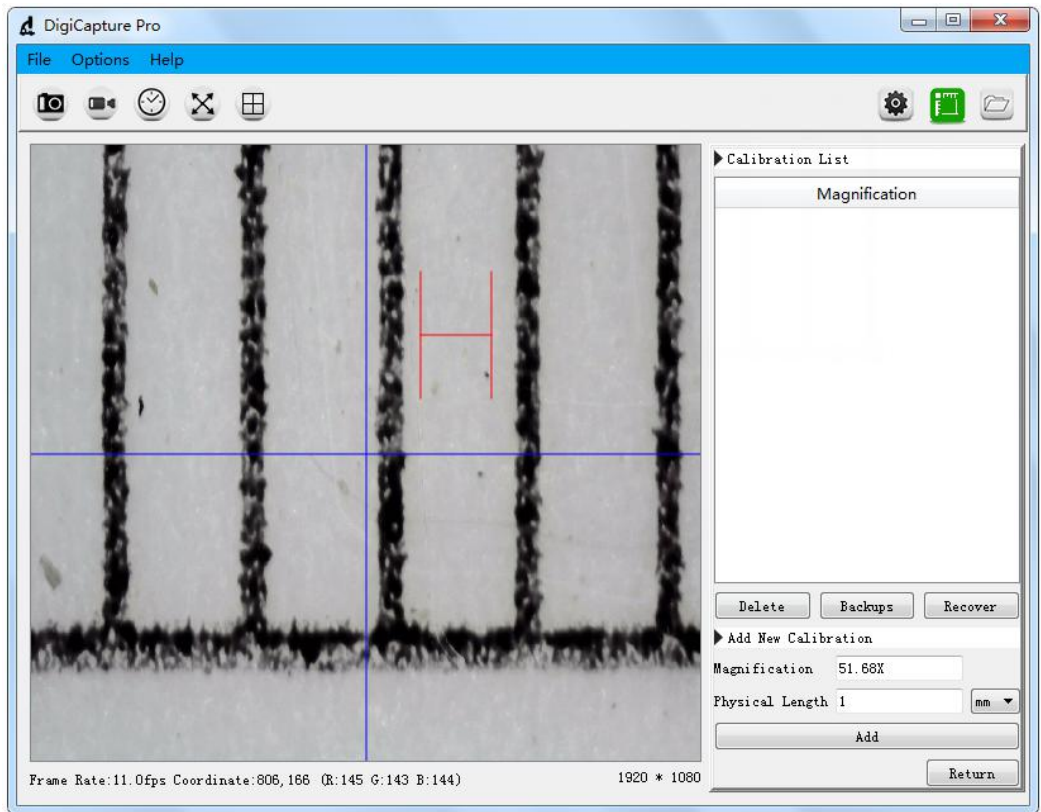 DigiCapture Pro
File Options Help
Calibration List
Magnification
Delete Backups Recover
Add New Calibration
Magnification 51.68X
Physical Length 1 mm
Add
Return
Frame Rate:11.0fps Coordinate:806,166 (R:145 G:143 B:144) 1920 * 1080